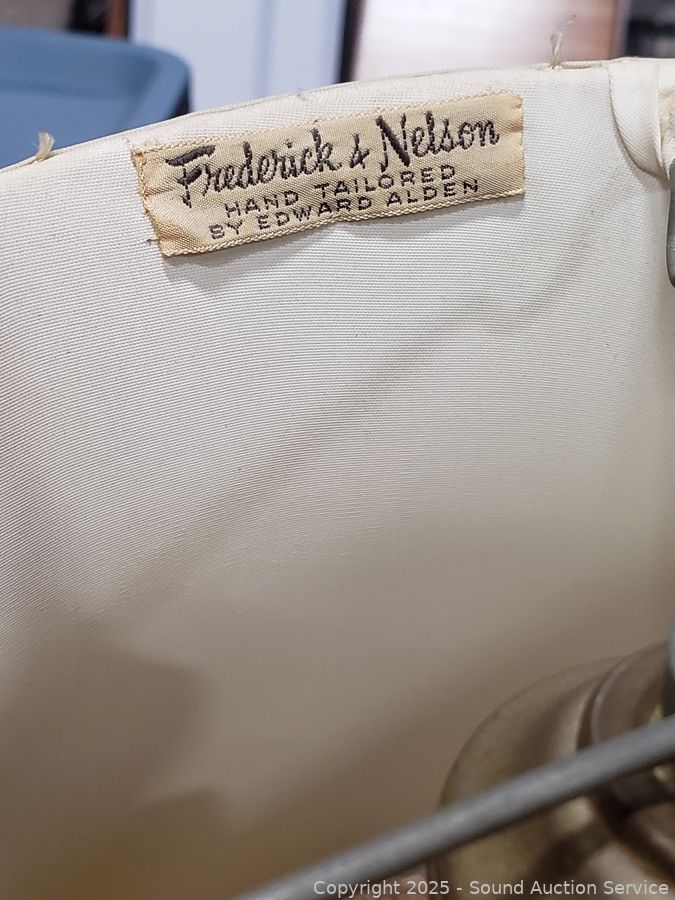 Frederick & Nelson
HAND TAILORED
BY EDWARD ALDEN
Copyright 2025 - Sound Auction Service